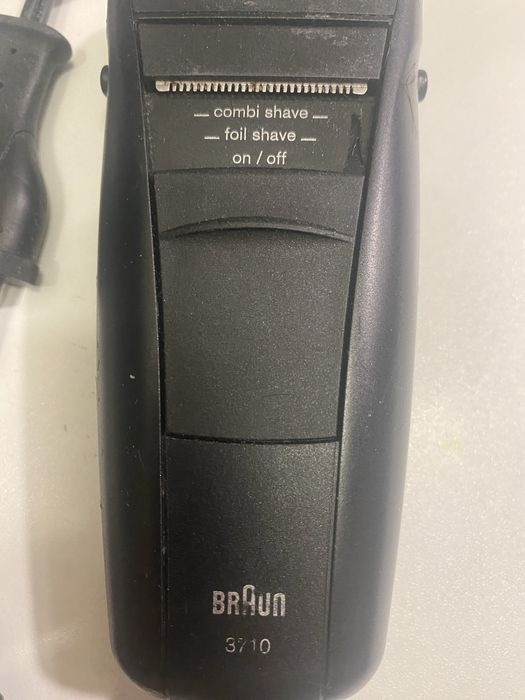 — combi shave —
— foil shave —
on / off
BRAUN
3710